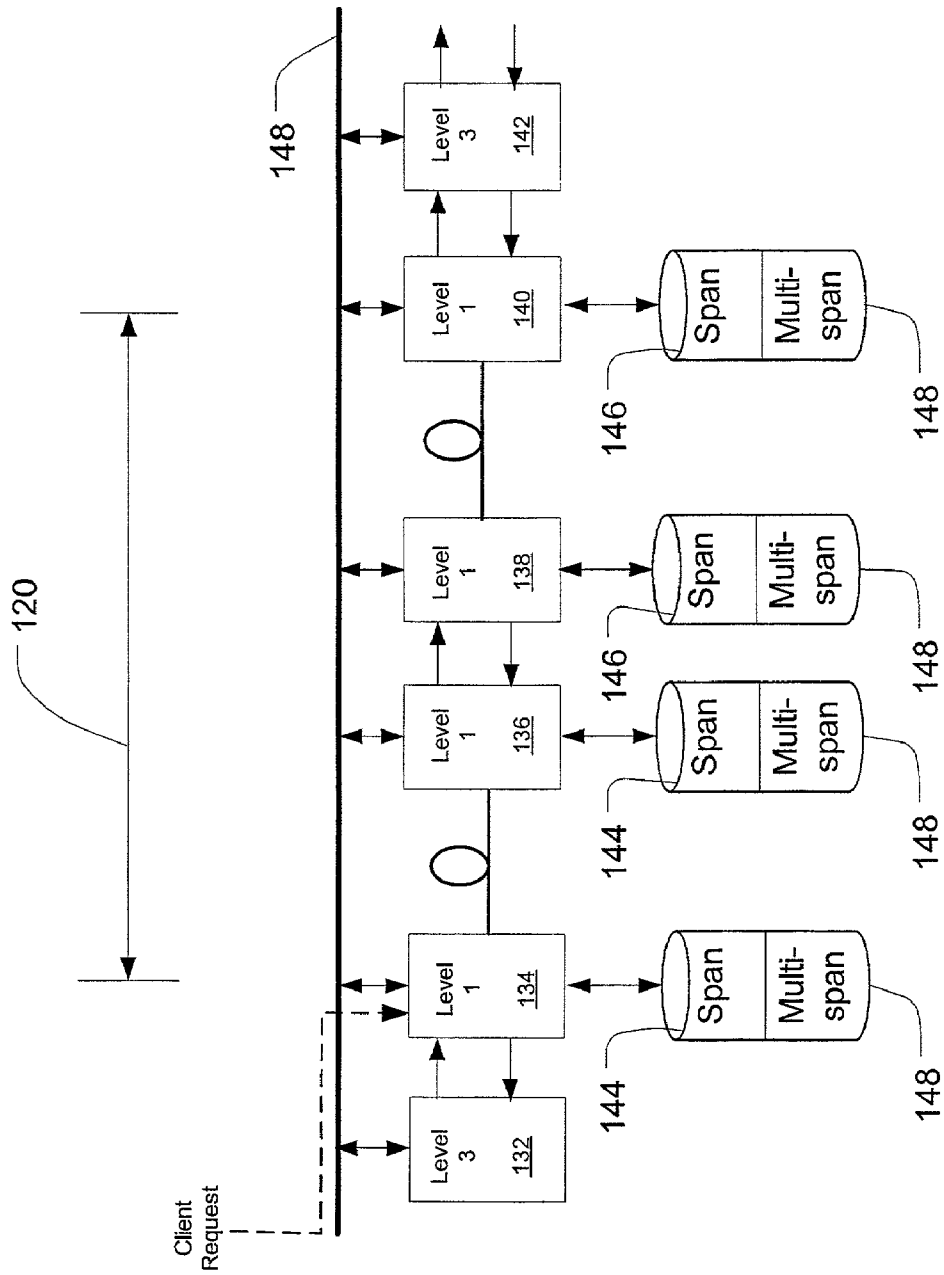 120
148
Client
Request
Level
3
132
Level
1
134
Level
1
136
Level
1
138
Level
1
140
Level
3
142
144
Span
Multi-
span
148
144
Span
Multi-
span
148
146
Span
Multi-
span
148
146
Span
Multi-
span
148